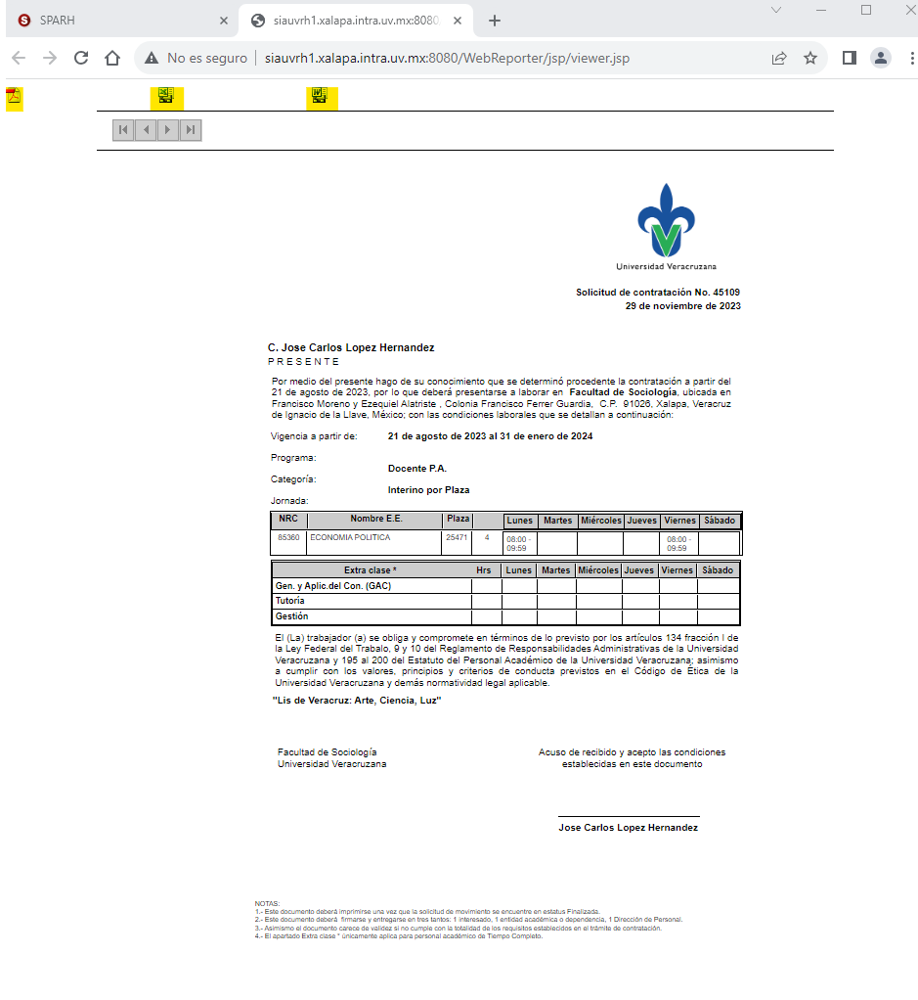 SPARH
siauvrh1.xalapa.intra.uv.mx:8080
No es seguro | siauvrh1.xalapa.intra.uv.mx:8080/WebReporter/jsp/viewer.jsp
Universidad Veracruzana
Solicitud de contratación No. 45109
29 de noviembre de 2023
C. Jose Carlos Lopez Hernandez
P R E S E N T E
Por medio del presente hago de su conocimiento que se determinó procedente la contratación a partir del
21 de agosto de 2023, por lo que deberá presentarse a laborar en Facultad de Sociología, ubicada en
Francisco Moreno y Ezequiel Alatriste , Colonia Francisco Ferrer Guardia, C.P. 91026, Xalapa, Veracruz
de Ignacio de la Llave, México; con las condiciones laborales que se detallan a continuación:
Vigencia a partir de: 21 de agosto de 2023 al 31 de enero de 2024
Programa:
Docente P.A.
Categoría:
Interino por Plaza
Jornada:
NRC Nombre E.E. Plaza Lunes Martes Miércoles Jueves Viernes Sàbado
85360 ECONOMIA POLITICA 25471 4 08:00 - 09:59 08:00 - 09:59
Extra clase * Hrs Lunes Martes Miércoles Jueves Viernes Sàbado
Gen. y Aplic.del Con. (GAC)
Tutoría
Gestión
El (La) trabajador (a) se obliga y compromete en términos de lo previsto por los artículos 134 fracción I de
la Ley Federal del Trabalo, 9 y 10 del Reglamento de Responsabilidades Administrativas de la Universidad
Veracruzana y 195 al 200 del Estatuto del Personal Académico de la Universidad Veracruzana; asimismo
a cumplir con los valores, principios y criterios de conducta previstos en el Código de Ética de la
Universidad Veracruzana y demás normatividad legal aplicable.
"Lis de Veracruz: Arte, Ciencia, Luz"
Facultad de Sociología
Universidad Veracruzana
Acuso de recibido y acepto las condiciones
establecidas en este documento
Jose Carlos Lopez Hernandez
NOTAS:
1.- Este documento deberá imprimirse una vez que la solicitud de movimiento se encuentre en estatus Finalizada.
2.- Este documento deberá firmarse y entregarse en tres tantos: 1 interesado, 1 entidad académica o dependencia, 1 Dirección de Personal.
3.- Asimismo el documento carece de validez si no cumple con la totalidad de los requisitos establecidos en el trámite de contratación.
4.- El apartado Extra clase * únicamente aplica para personal académico de Tiempo Completo.